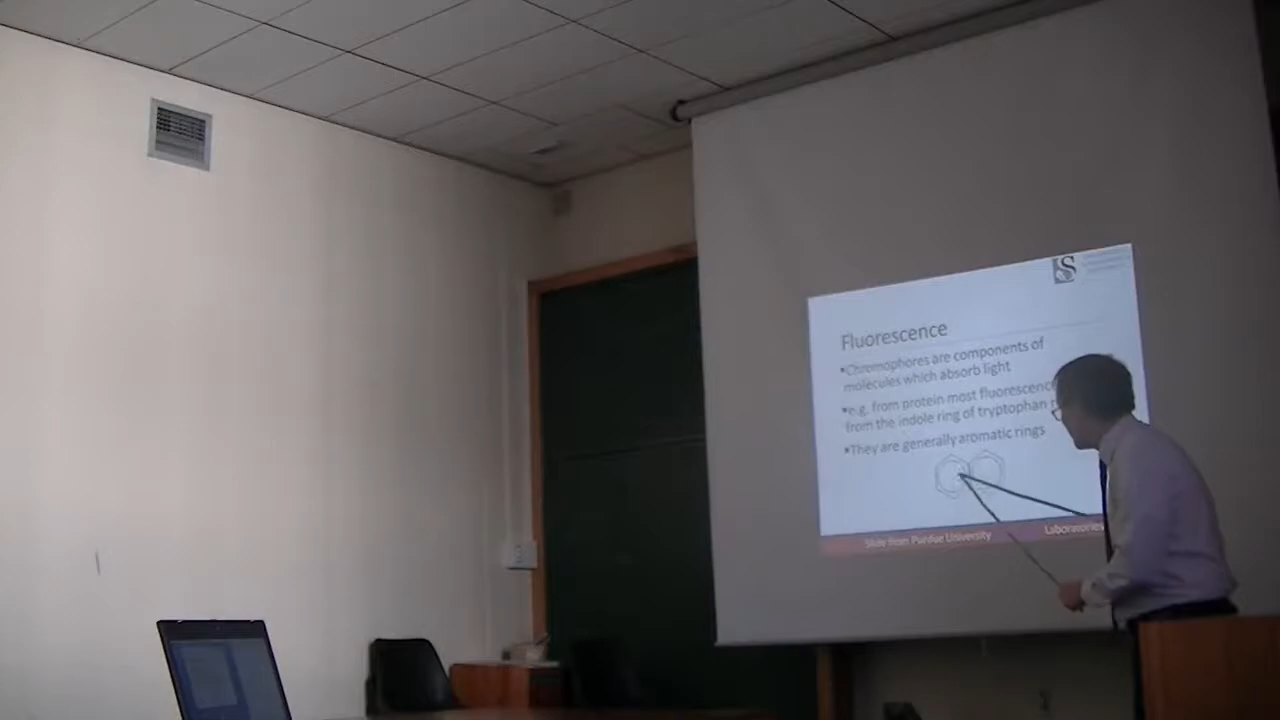 Fluorescence
•Chromophores are components of
molecules which absorb light
•e.g. from protein most fluorescence
from the indole ring of tryptophan
•They are generally aromatic rings
Slide from Purdue University
Laboratories